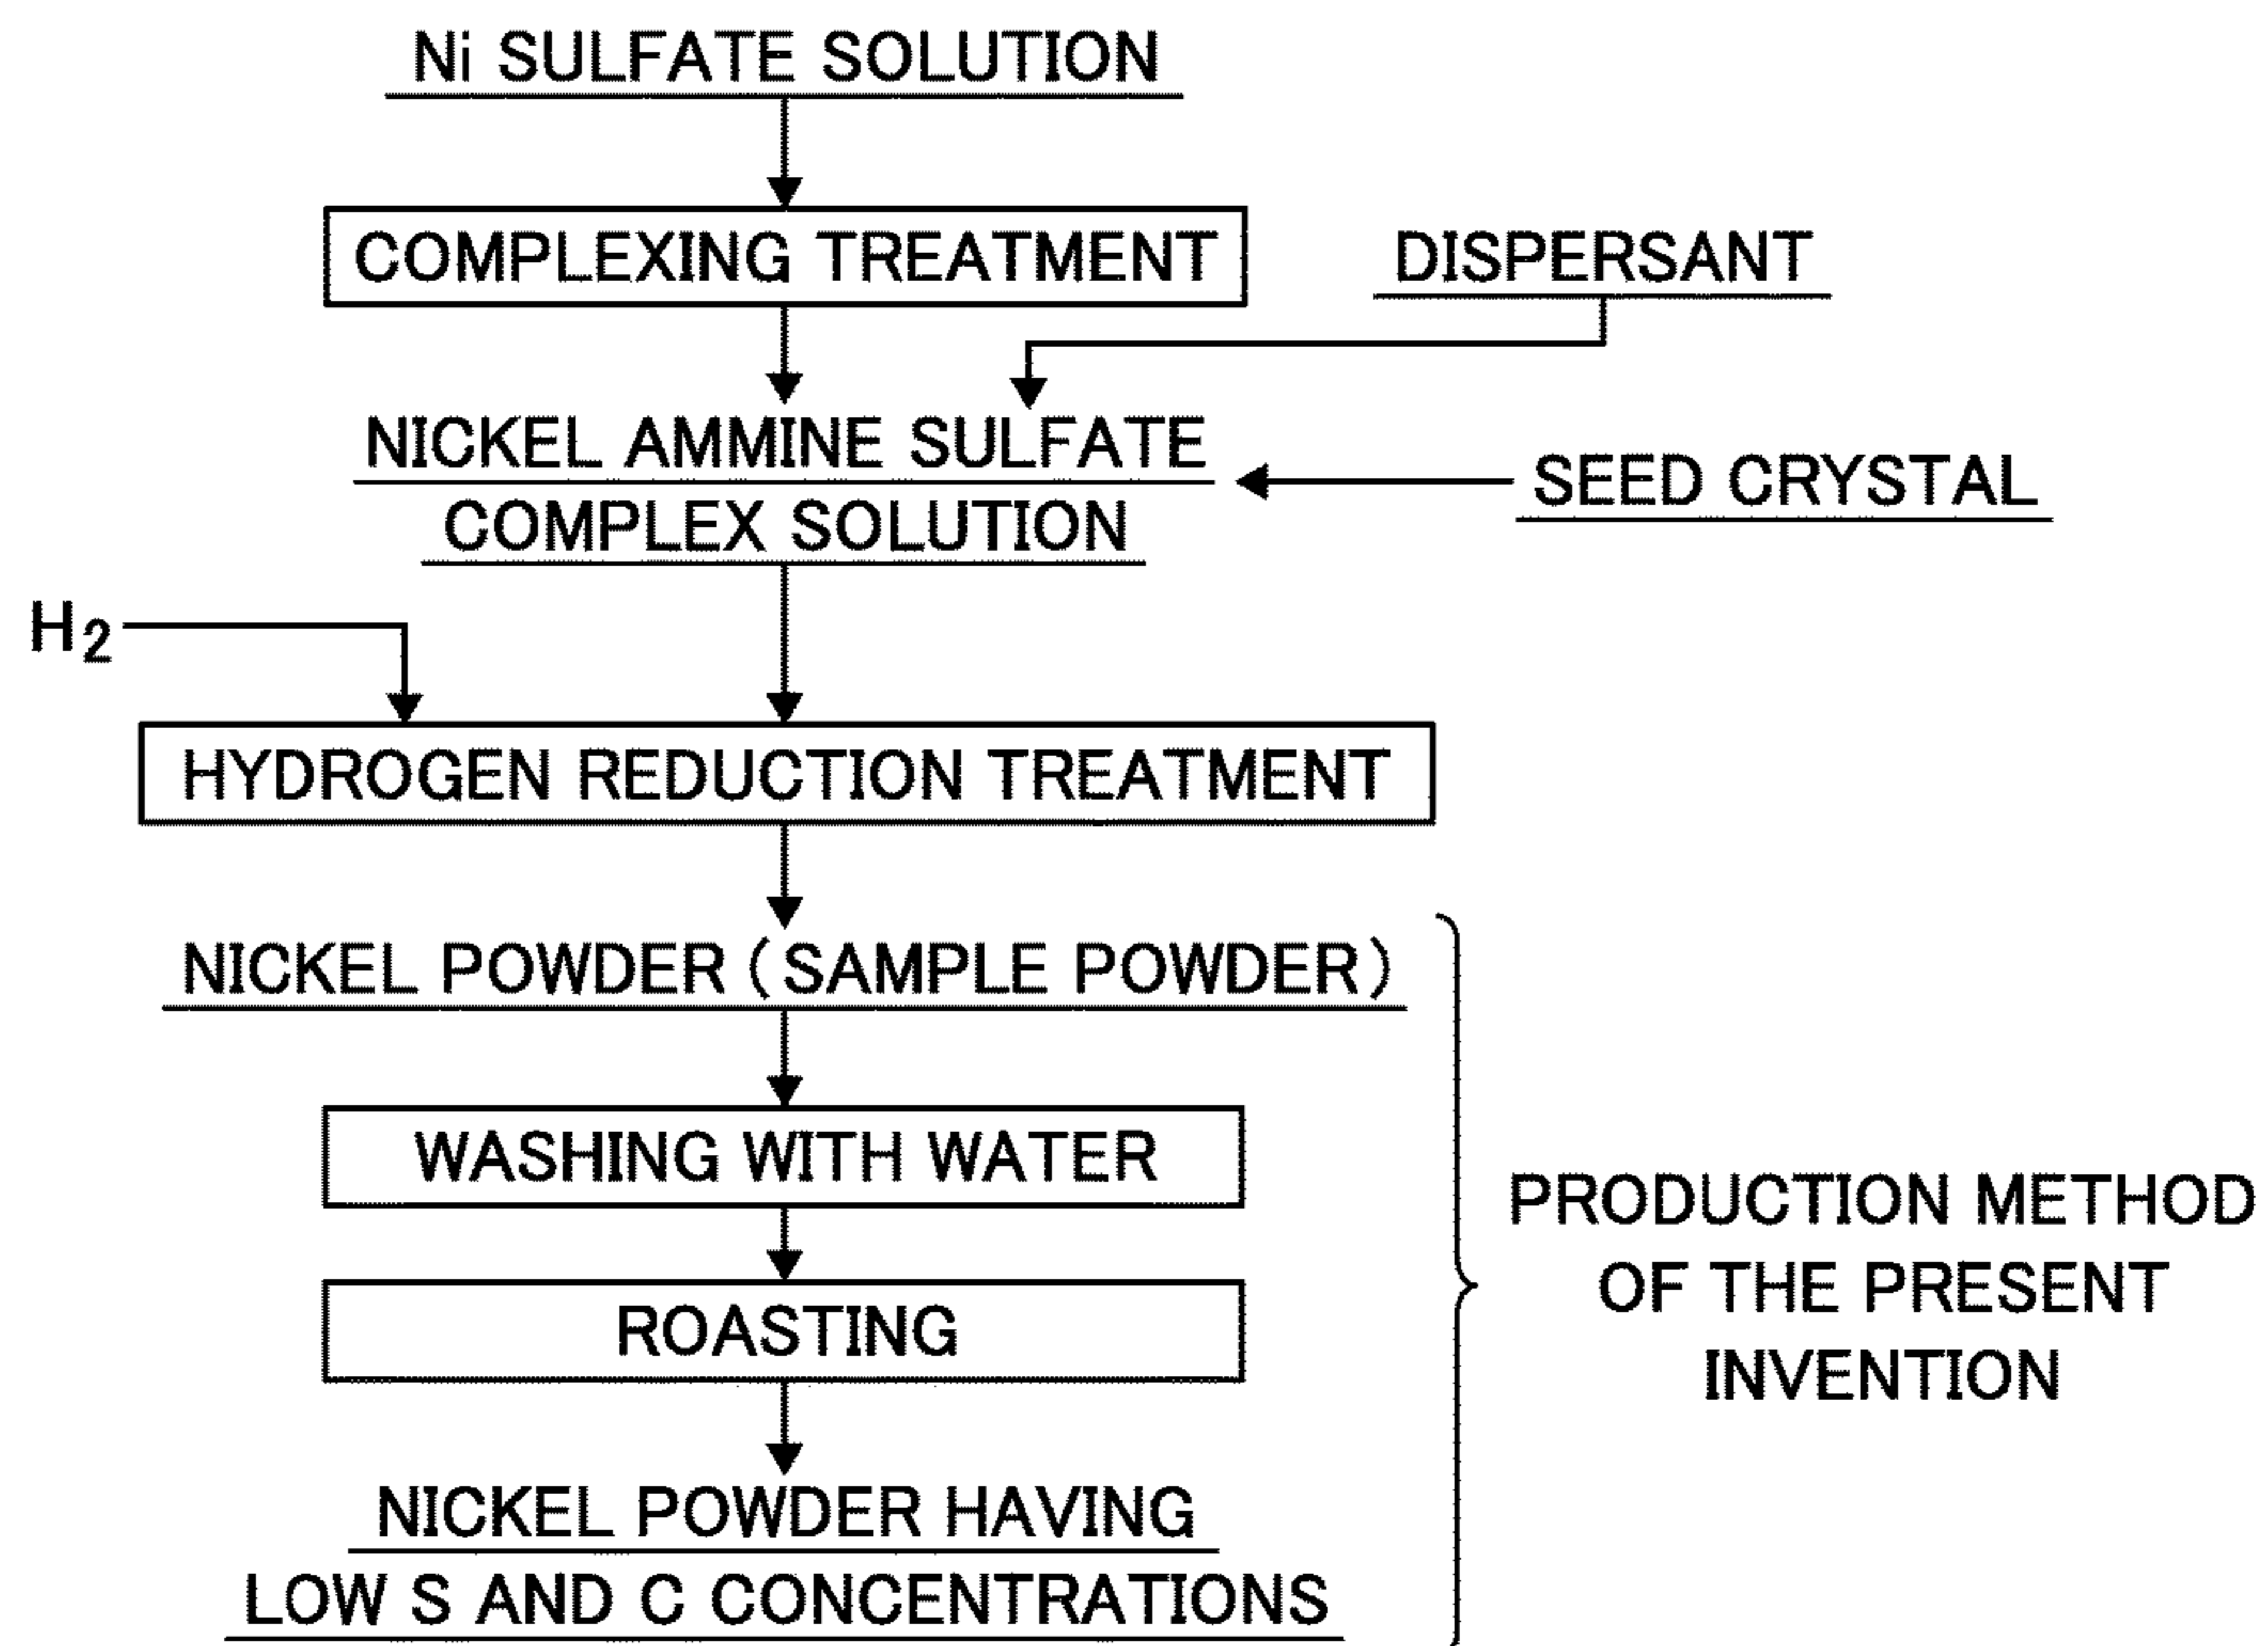 Ni SULFATE SOLUTION
COMPLEXING TREATMENT
DISPERSANT
NICKEL AMMINE SULFATE
COMPLEX SOLUTION
SEED CRYSTAL
H₂
HYDROGEN REDUCTION TREATMENT
NICKEL POWDER (SAMPLE POWDER)
WASHING WITH WATER
ROASTING
NICKEL POWDER HAVING
LOW S AND C CONCENTRATIONS
PRODUCTION METHOD
OF THE PRESENT
INVENTION